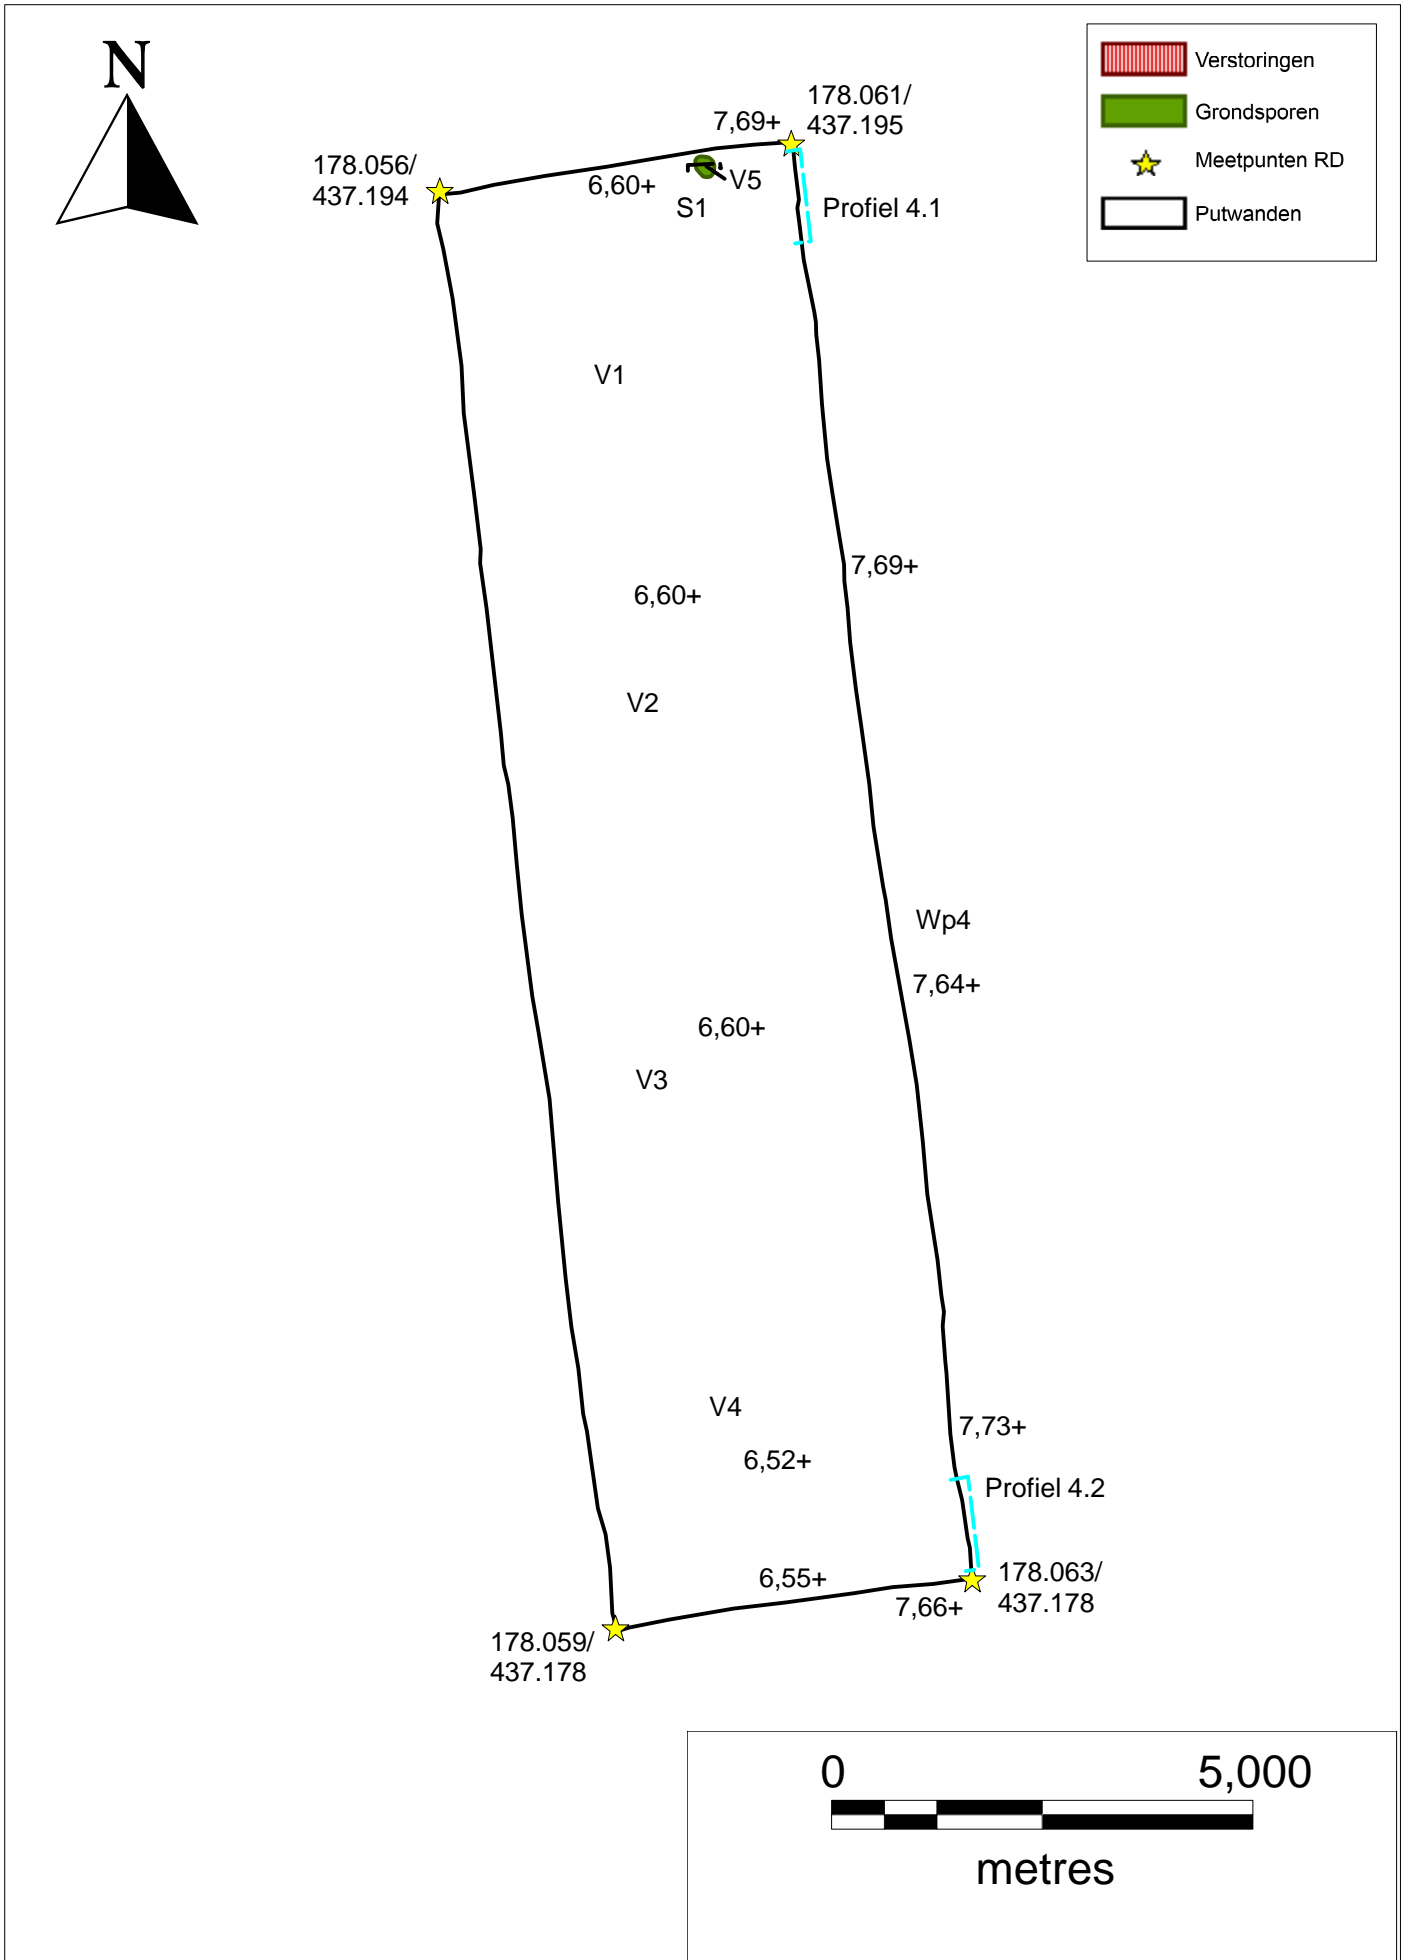 N
Verstoringen
Grondsporen
Meetpunten RD
Putwanden
178.061/
437.195
7,69+
178.056/
437.194
6,60+
V5
S1
Profiel 4.1
V1
7,69+
6,60+
V2
Wp4
7,64+
6,60+
V3
V4
7,73+
6,52+
Profiel 4.2
6,55+
178.063/
437.178
7,66+
178.059/
437.178
0 5,000
metres